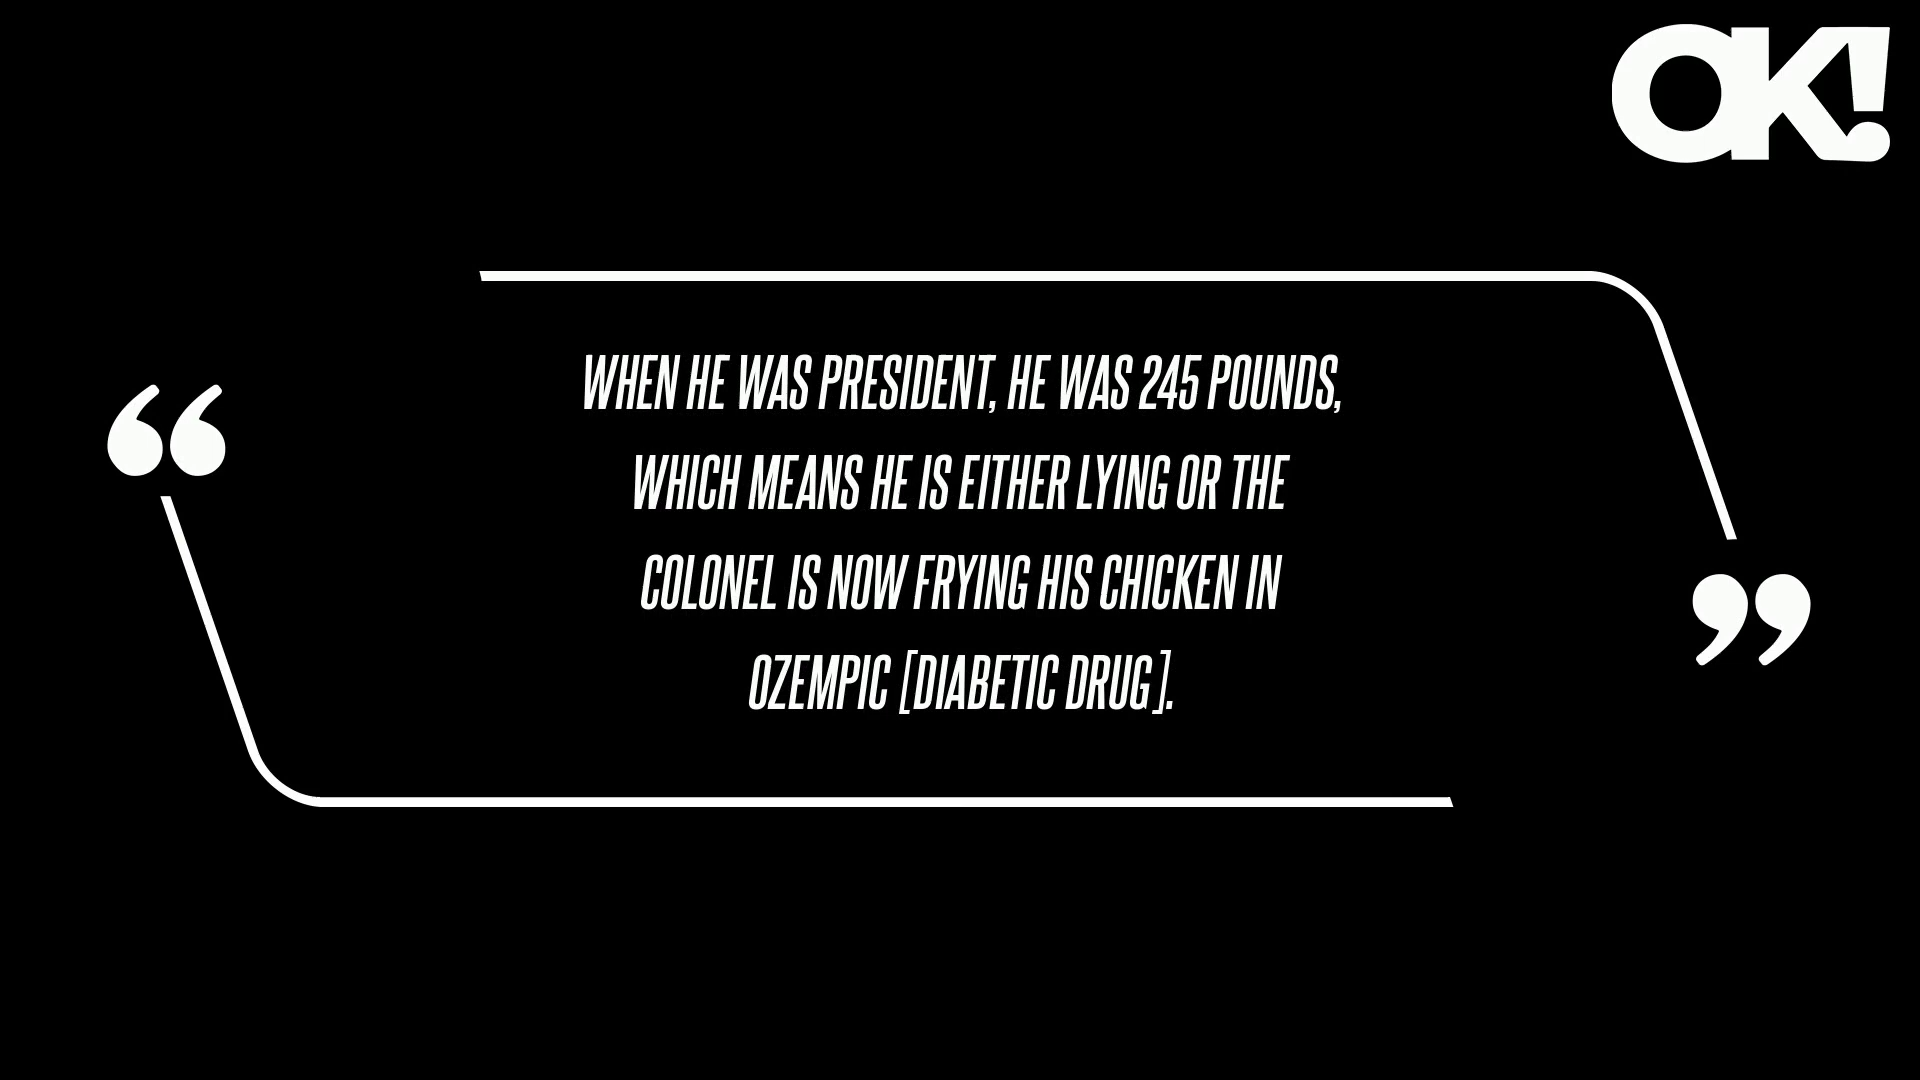 OK!
WHEN HE WAS PRESIDENT, HE WAS 245 POUNDS,
WHICH MEANS HE IS EITHER LYING OR THE
COLONEL IS NOW FRYING HIS CHICKEN IN
OZEMPIC [DIABETIC DRUG].